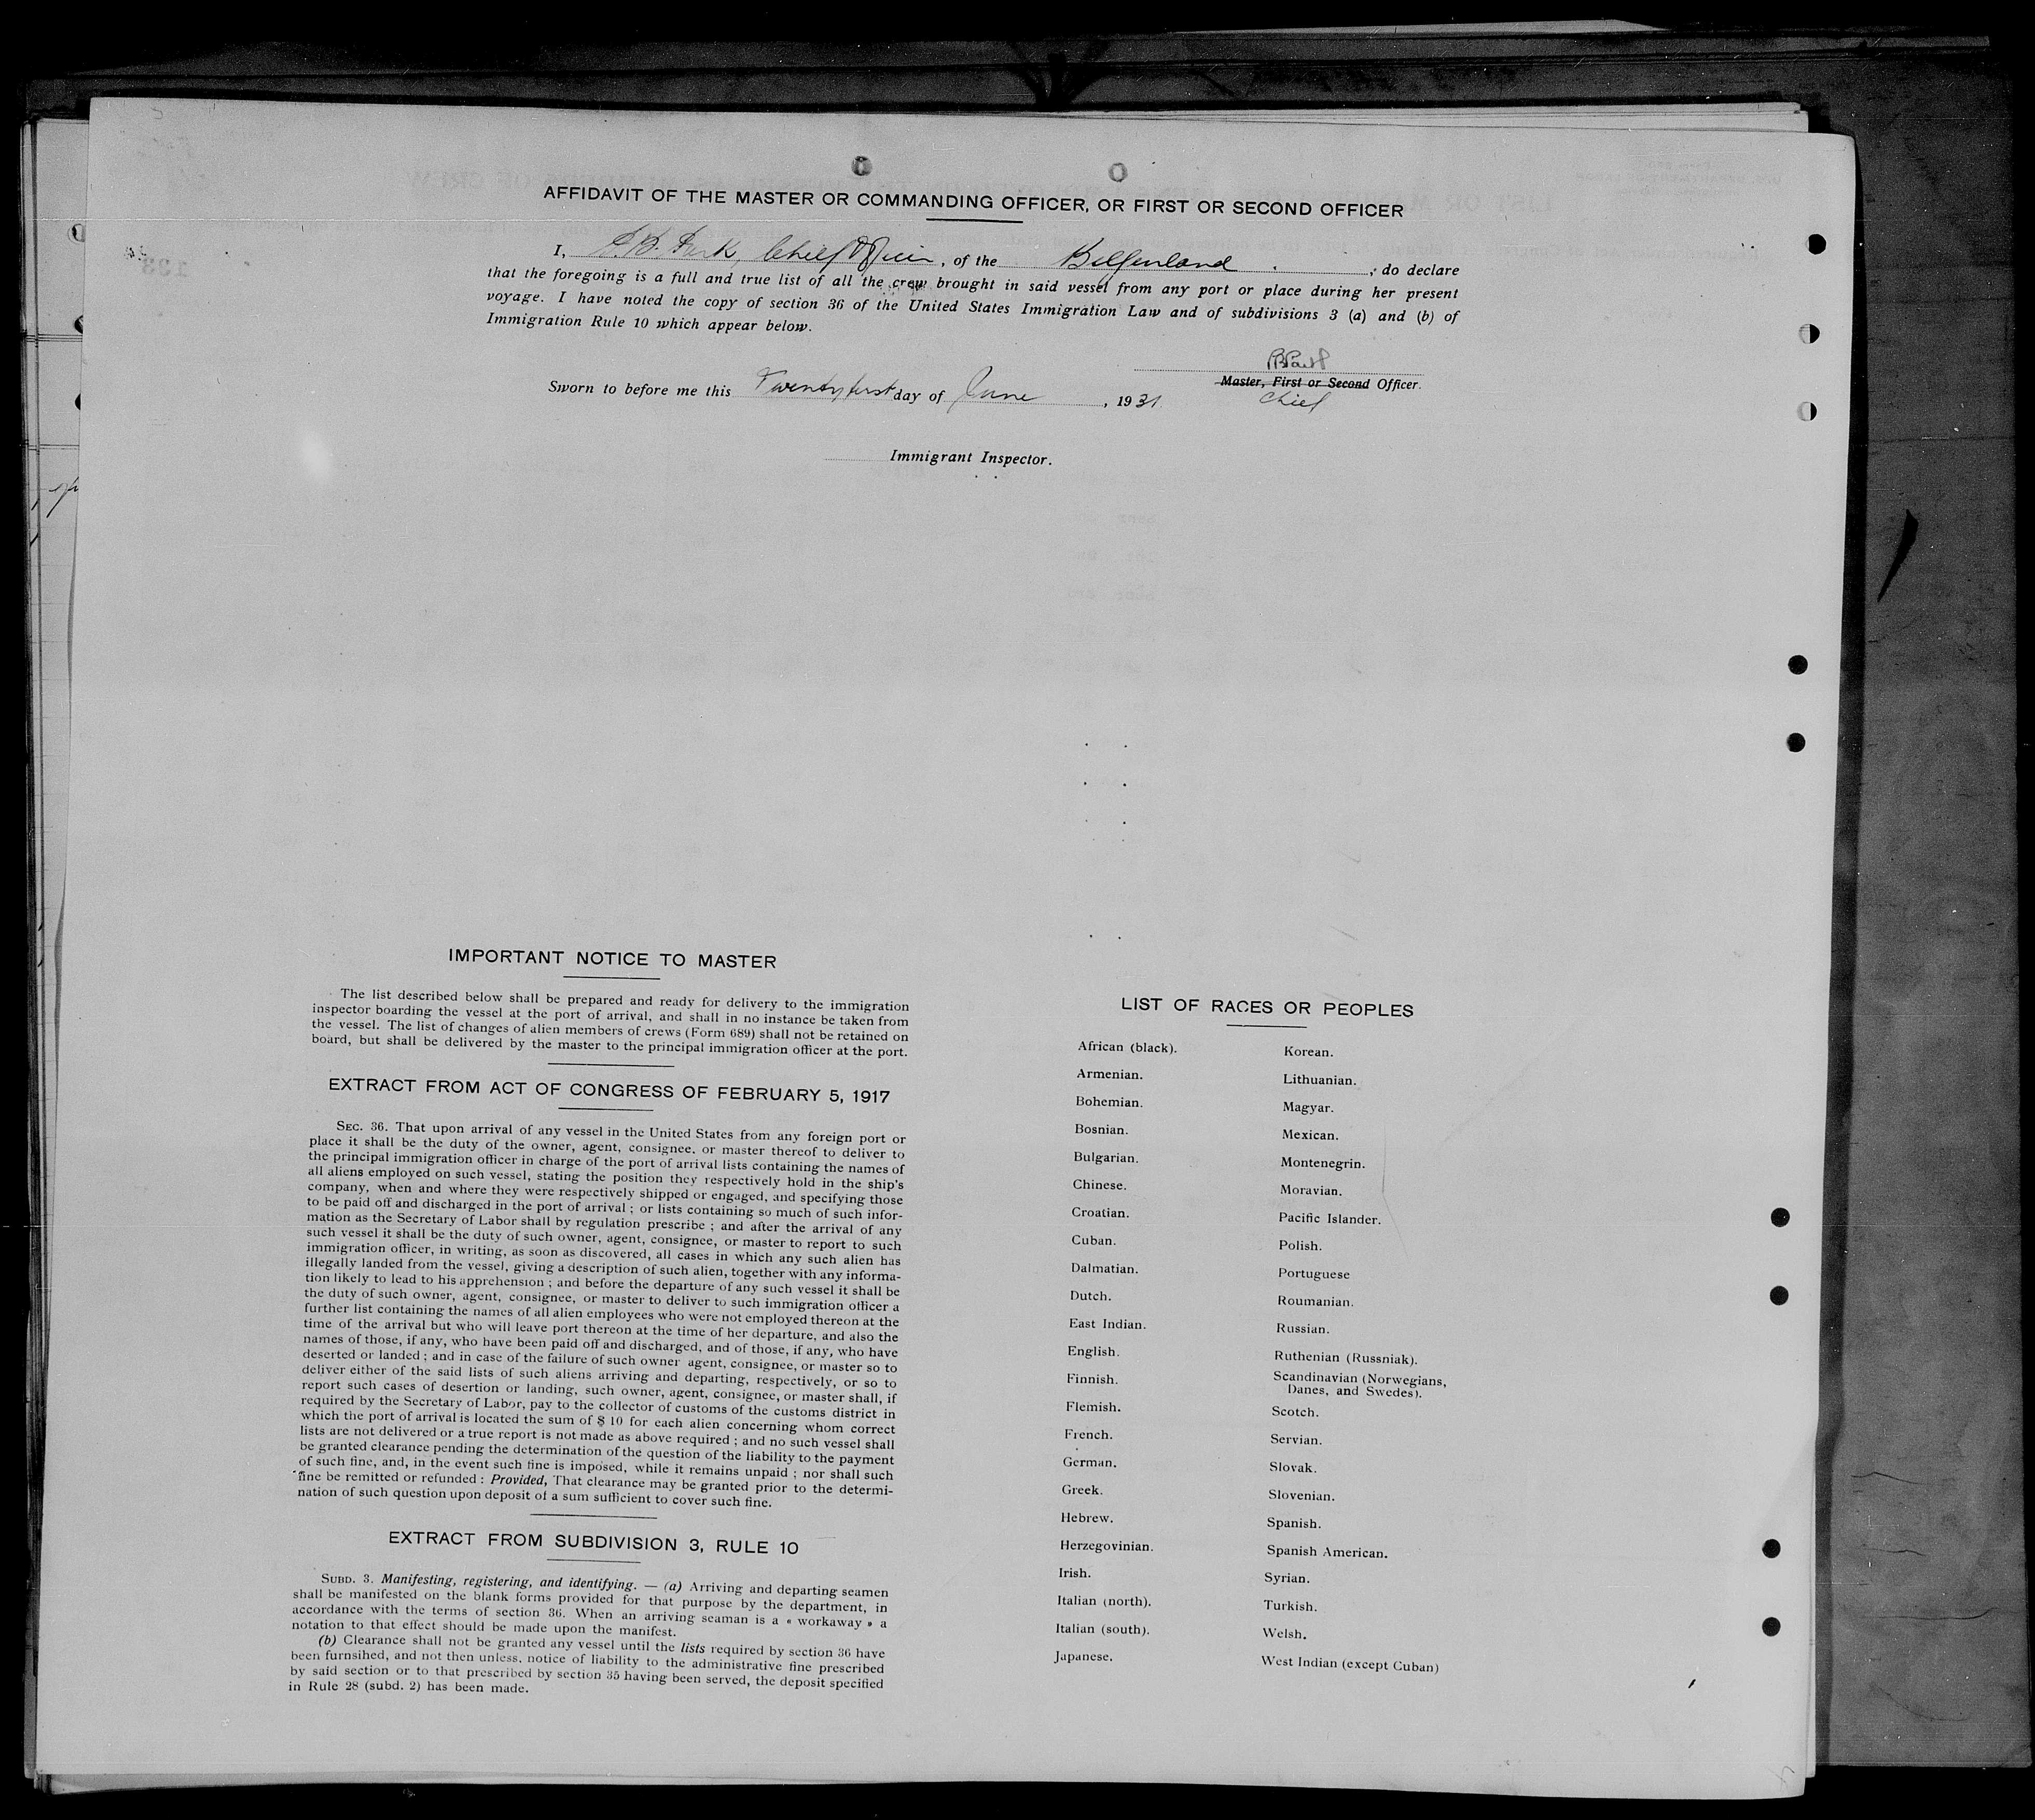 AFFIDAVIT OF THE MASTER OR COMMANDING OFFICER, OR FIRST OR SECOND OFFICER
I, Chief Officer, of the Belgenland . , do declare
that the foregoing is a full and true list of all the crew brought in said vessel from any port or place during her present
voyage. I have noted the copy of section 36 of the United States Immigration Law and of subdivisions 3 (a) and (b) of
Immigration Rule 10 which appear below.
Sworn to before me this Twenty first day of June , 1931
Master, First or Second Officer.
Chief
Immigrant Inspector.
IMPORTANT NOTICE TO MASTER
The list described below shall be prepared and ready for delivery to the immigration
inspector boarding the vessel at the port of arrival, and shall in no instance be taken from
the vessel. The list of changes of alien members of crews (Form 689) shall not be retained on
board, but shall be delivered by the master to the principal immigration officer at the port.
EXTRACT FROM ACT OF CONGRESS OF FEBRUARY 5, 1917
SEC. 36. That upon arrival of any vessel in the United States from any foreign port or
place it shall be the duty of the owner, agent, consignee. or master thereof to deliver to
the principal immigration officer in charge of the port of arrival lists containing the names of
all aliens employed on such vessel, stating the position they respectively hold in the ship's
company, when and where they were respectively shipped or engaged, and specifying those
to be paid off and discharged in the port of arrival ; or lists containing so much of such infor-
mation as the Secretary of Labor shall by regulation prescribe ; and after the arrival of any
such vessel it shall be the duty of such owner, agent, consignee, or master to report to such
immigration officer, in writing, as soon as discovered, all cases in which any such alien has
illegally landed from the vessel, giving a description of such alien, together with any informa-
tion likely to lead to his apprehension ; and before the departure of any such vessel it shall be
the duty of such owner, agent, consignee, or master to deliver to such immigration officer a
further list containing the names of all alien employees who were not employed thereon at the
time of the arrival but who will leave port thereon at the time of her departure, and also the
names of those, if any, who have been paid off and discharged, and of those, if any, who have
deserted or landed ; and in case of the failure of such owner agent, consignee, or master so to
deliver either of the said lists of such aliens arriving and departing, respectively, or so to
report such cases of desertion or landing, such owner, agent, consignee, or master shall, if
required by the Secretary of Labor, pay to the collector of customs of the customs district in
which the port of arrival is located the sum of $ 10 for each alien concerning whom correct
lists are not delivered or a true report is not made as above required ; and no such vessel shall
be granted clearance pending the determination of the question of the liability to the payment
of such fine, and, in the event such fine is imposed, while it remains unpaid ; nor shall such
fine be remitted or refunded : Provided, That clearance may be granted prior to the determi-
nation of such question upon deposit of a sum sufficient to cover such fine.
EXTRACT FROM SUBDIVISION 3, RULE 10
SUBD. 3. Manifesting, registering, and identifying. — (a) Arriving and departing seamen
shall be manifested on the blank forms provided for that purpose by the department, in
accordance with the terms of section 36. When an arriving seaman is a « workaway » a
notation to that effect should be made upon the manifest.
(b) Clearance shall not be granted any vessel until the lists required by section 36 have
been furnsihed, and not then unless. notice of liability to the administrative fine prescribed
by said section or to that prescribed by section 35 having been served, the deposit specified
in Rule 28 (subd. 2) has been made.
LIST OF RACES OR PEOPLES
African (black).
Armenian.
Bohemian.
Bosnian.
Bulgarian.
Chinese.
Croatian.
Cuban.
Dalmatian.
Dutch.
East Indian.
English.
Finnish.
Flemish.
French.
German.
Greek.
Hebrew.
Herzegovinian.
Irish.
Italian (north).
Italian (south).
Japanese.
Korean.
Lithuanian.
Magyar.
Mexican.
Montenegrin.
Moravian.
Pacific Islander.
Polish.
Portuguese
Roumanian.
Russian.
Ruthenian (Russniak).
Scandinavian (Norwegians,
Danes, and Swedes).
Scotch.
Servian.
Slovak.
Slovenian.
Spanish.
Spanish American.
Syrian.
Turkish.
Welsh.
West Indian (except Cuban)